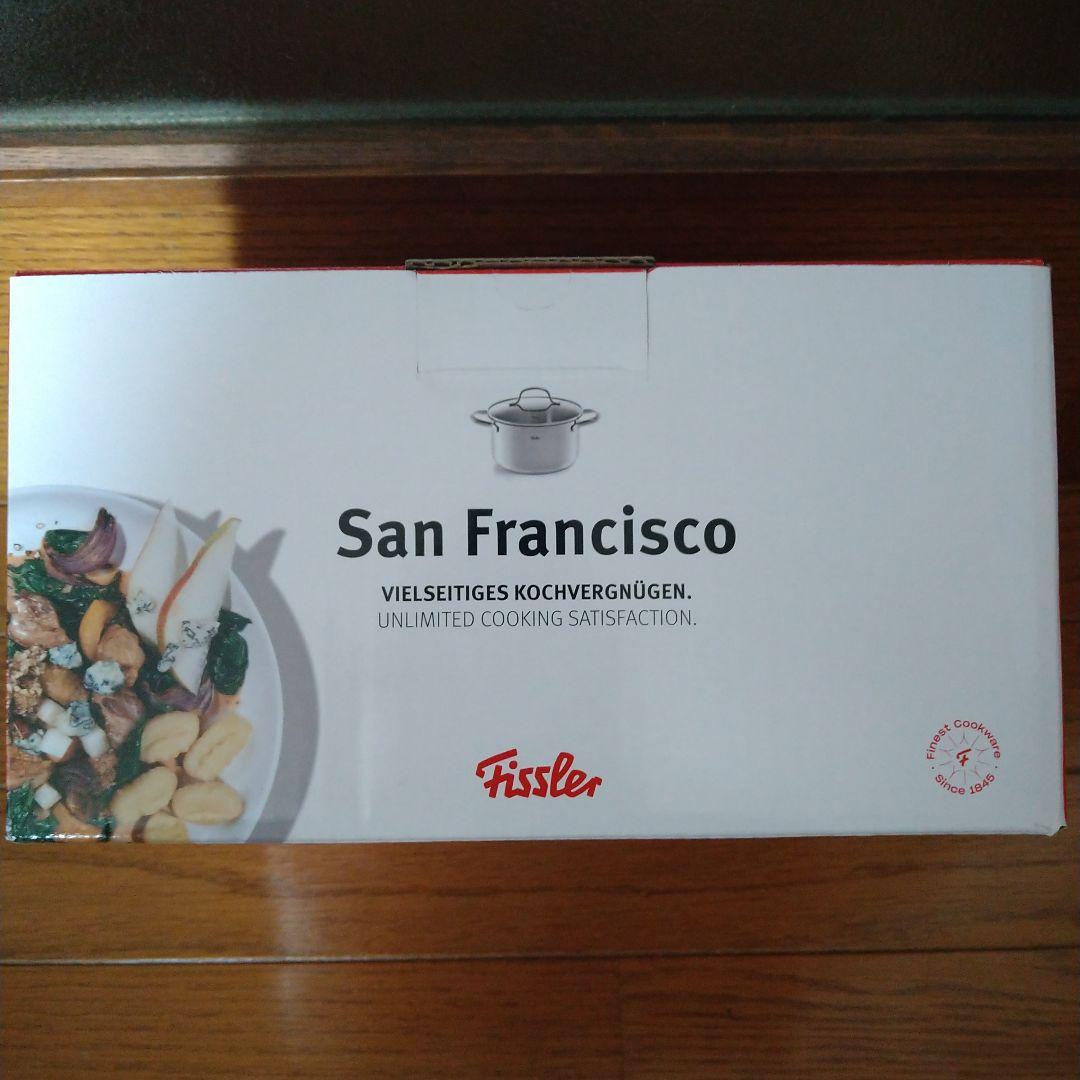 San Francisco
VIELSEITIGES KOCHVERGNÜGEN.
UNLIMITED COOKING SATISFACTION.
Fissler
Finest Cookware
Since 1845